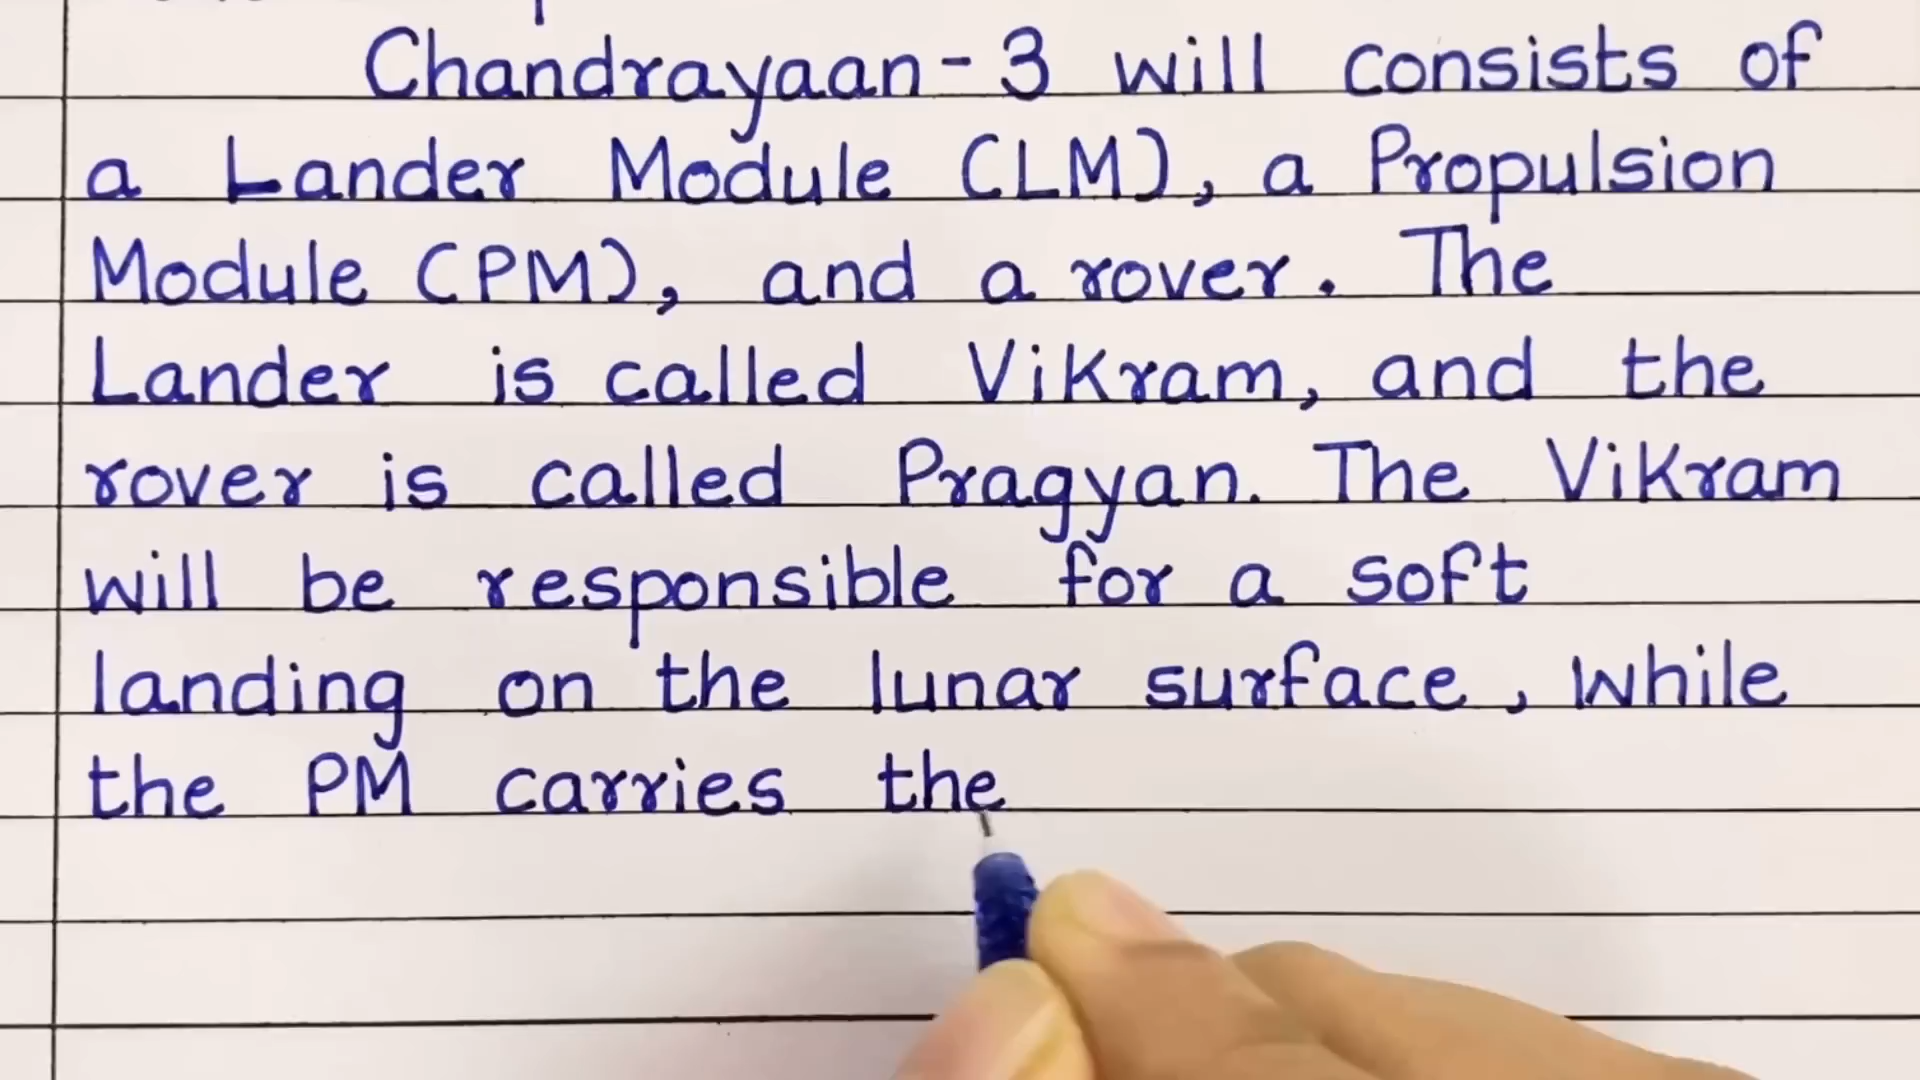 Chandrayaan-3 will consists of
a Lander Module (LM), a Propulsion
Module (PM), and a rover. The
Lander is called Vikram, and the
rover is called Pragyan. The Vikram
will be responsible for a soft
landing on the lunar surface, while
the PM carries the